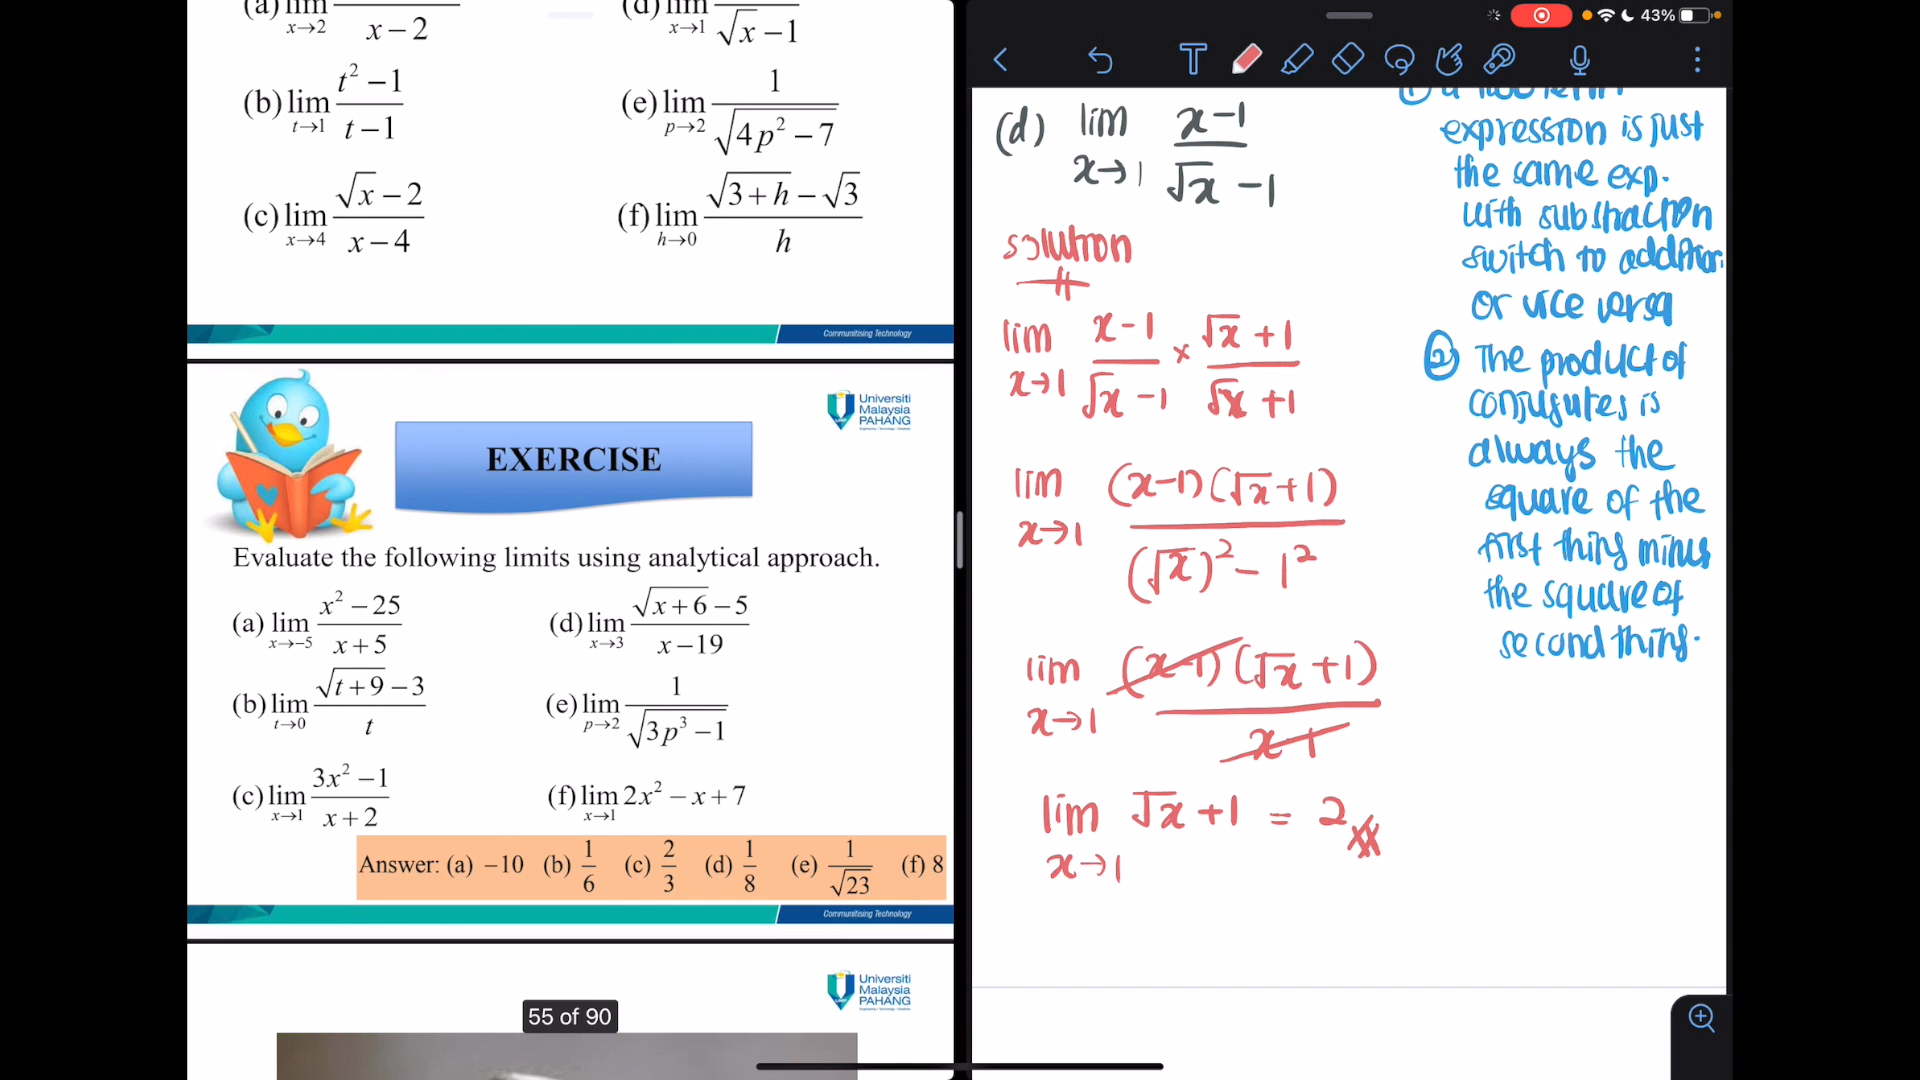 (a) lim x→2 / x − 2
(b) lim t→1 (t² − 1)/(t − 1)
(c) lim x→4 (√x − 2)/(x − 4)
(d) lim x→1 / √x − 1
(e) lim p→2 1/√(4p² − 7)
(f) lim h→0 (√(3 + h) − √3)/h
Communitising Technology
Universiti
Malaysia
PAHANG
EXERCISE
Evaluate the following limits using analytical approach.
(a) lim x→−5 (x² − 25)/(x + 5)
(b) lim t→0 (√(t + 9) − 3)/t
(c) lim x→1 (3x² − 1)/(x + 2)
(d) lim x→3 (√(x + 6) − 5)/(x − 19)
(e) lim p→2 1/√(3p³ − 1)
(f) lim x→1 2x² − x + 7
Answer: (a) −10 (b) 1/6 (c) 2/3 (d) 1/8 (e) 1/√23 (f) 8
Communitising Technology
Universiti
Malaysia
PAHANG
55 of 90
43%
T
(d) lim x→1 (x−1)/(√x −1)
solution
lim x→1 (x−1)/(√x −1) × (√x +1)/(√x +1)
lim x→1 (x−1)(√x+1)/((√x)² − 1²)
lim x→1 (x−1)(√x +1)/(x−1)
lim x→1 √x +1 = 2
expression is just
the same exp.
with substraction
switch to addition.
or vice versa
② The product of
conjugates is
always the
square of the
first thing minus
the square of
second thing.